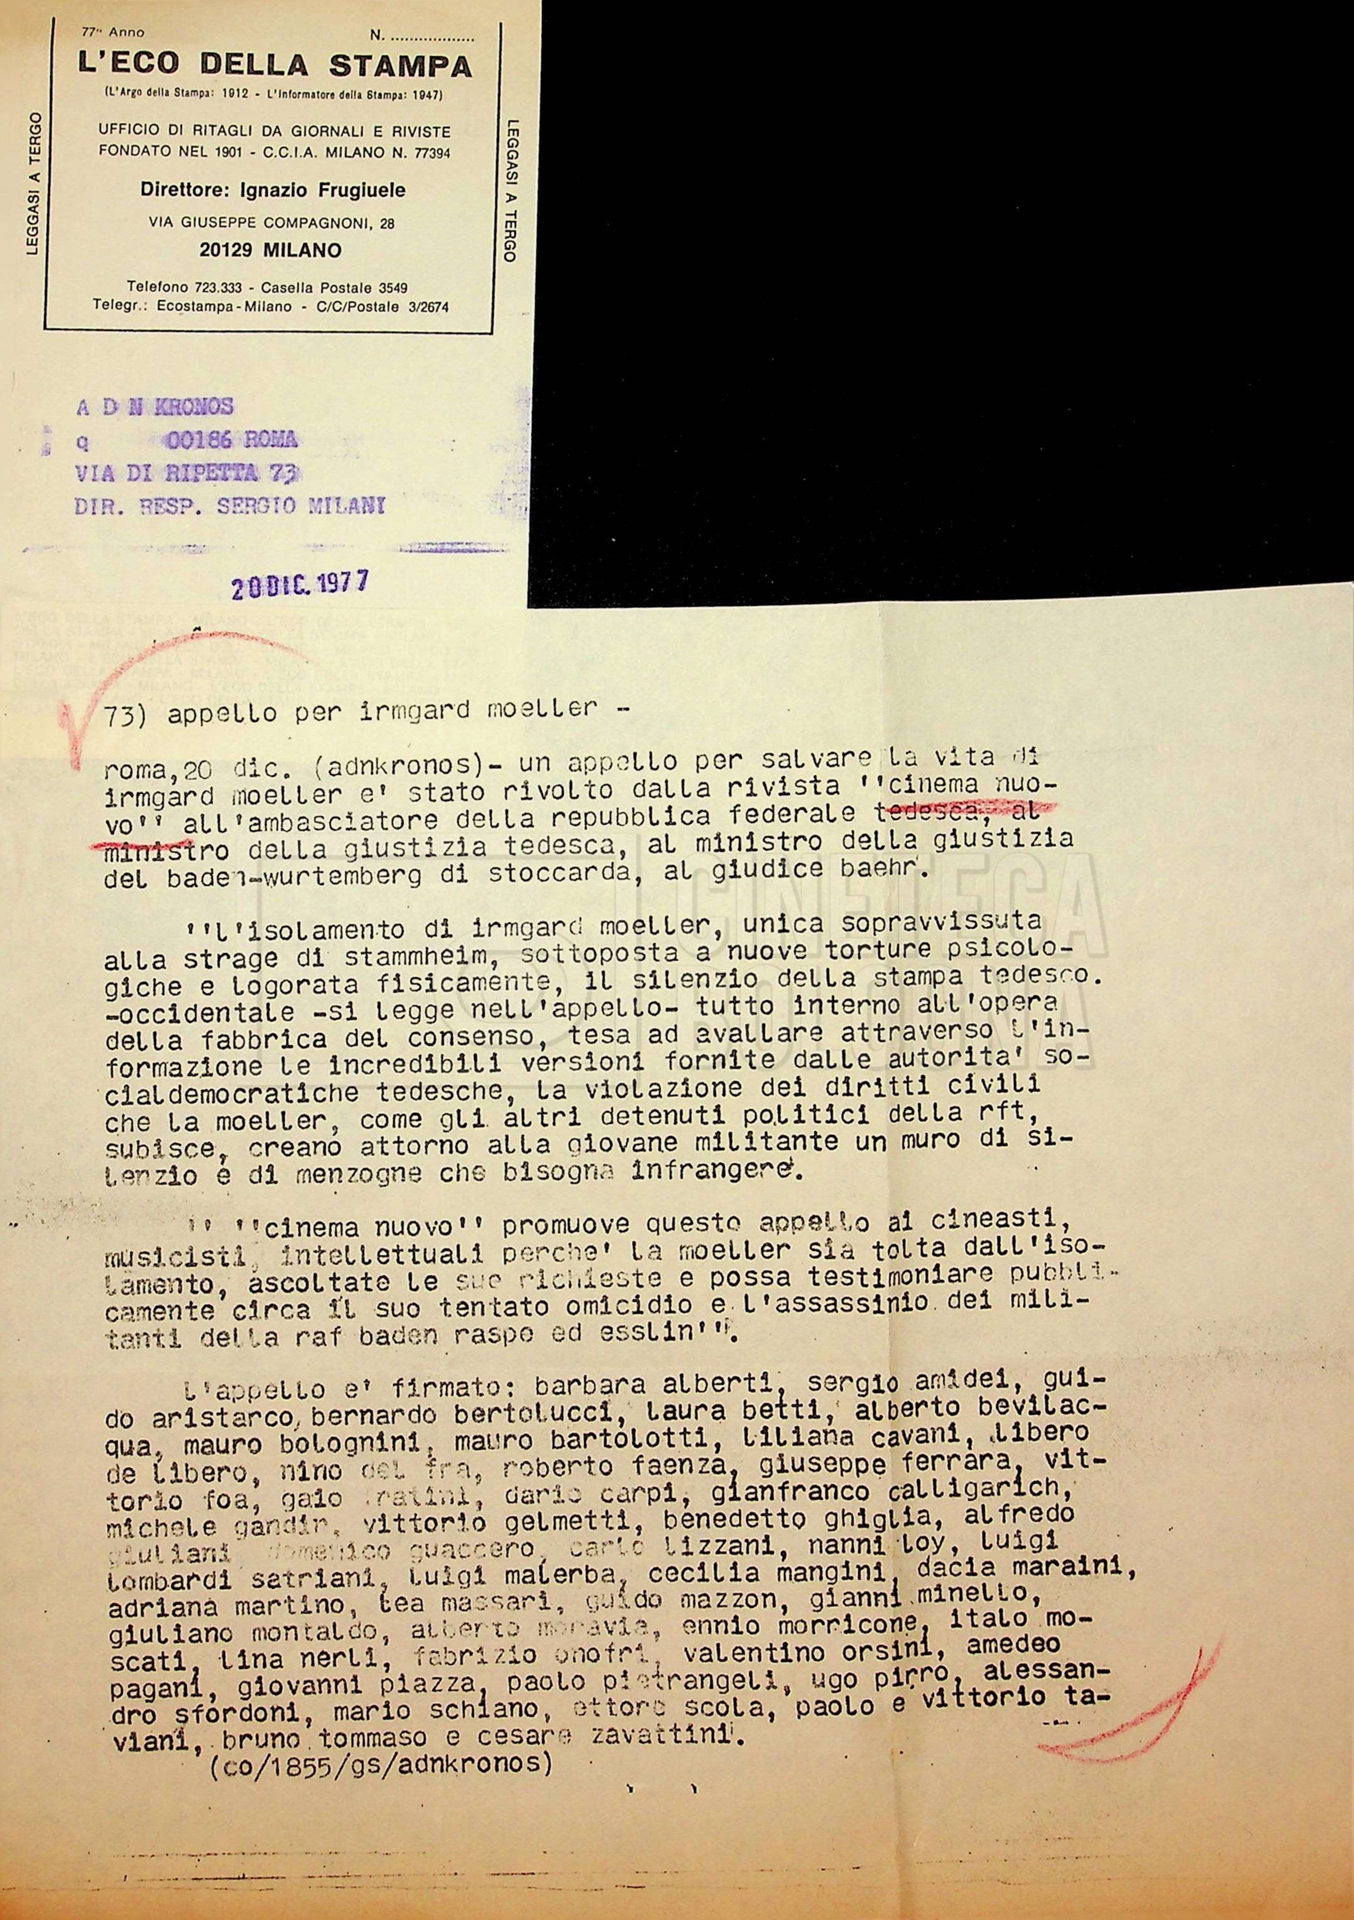 77° Anno N. ..................
L'ECO DELLA STAMPA
(L'Argo della Stampa: 1912 - L'Informatore della Stampa: 1947)
UFFICIO DI RITAGLI DA GIORNALI E RIVISTE
FONDATO NEL 1901 - C.C.I.A. MILANO N. 77394
Direttore: Ignazio Frugiuele
VIA GIUSEPPE COMPAGNONI, 28
20129 MILANO
Telefono 723.333 - Casella Postale 3549
Telegr.: Ecostampa - Milano - C/C/Postale 3/2674
LEGGASI A TERGO
LEGGASI A TERGO
A D N KRONOS
q 00186 ROMA
VIA DI RIPETTA 73
DIR. RESP. SERGIO MILANI
20 DIC. 1977
73) appello per irmgard moeller -
roma,20 dic. (adnkronos)- un appello per salvare la vita di
irmgard moeller e' stato rivolto dalla rivista ''cinema nuo-
vo'' all'ambasciatore della repubblica federale tedesca, al
ministro della giustizia tedesca, al ministro della giustizia
del baden-wurtemberg di stoccarda, al giudice baehr.
''l'isolamento di irmgard moeller, unica sopravvissuta
alla strage di stammheim, sottoposta a nuove torture psicolo-
giche e logorata fisicamente, il silenzio della stampa tedesco.
-occidentale -si legge nell'appello- tutto interno all'opera
della fabbrica del consenso, tesa ad avallare attraverso l'in-
formazione le incredibili versioni fornite dalle autorita' so-
cialdemocratiche tedesche, la violazione dei diritti civili
che la moeller, come gli altri detenuti politici della rft,
subisce, creano attorno alla giovane militante un muro di si-
lenzio e di menzogne che bisogna infrangere.
'' ''cinema nuovo'' promuove questo appello ai cineasti,
musicisti, intellettuali perche' la moeller sia tolta dall'iso-
lamento, ascoltate le sue richieste e possa testimoniare pubbli-
camente circa il suo tentato omicidio e l'assassinio dei mili-
tanti della raf baden raspe ed esslin''.
l'appello e' firmato: barbara alberti, sergio amidei, gui-
do aristarco, bernardo bertolucci, laura betti, alberto bevilac-
qua, mauro bolognini, mauro bartolotti, liliana cavani, libero
de libero, nino del fra, roberto faenza, giuseppe ferrara, vit-
torio foa, gaio fratini, dario carpi, gianfranco calligarich,
michele gandin, vittorio gelmetti, benedetto ghiglia, alfredo
giuliani, domenico guaccero, carlo lizzani, nanni loy, luigi
lombardi satriani, luigi malerba, cecilia mangini, dacia maraini,
adriana martino, lea massari, guido mazzon, gianni minello,
giuliano montaldo, alberto moravia, ennio morricone, italo mo-
scati, lina nerli, fabrizio onofri, valentino orsini, amedeo
pagani, giovanni piazza, paolo pietrangeli, ugo pirro, alessan-
dro sfordoni, mario schiano, ettore scola, paolo e vittorio ta-
viani, bruno tommaso e cesare zavattini.
(co/1855/gs/adnkronos)
CINETECA